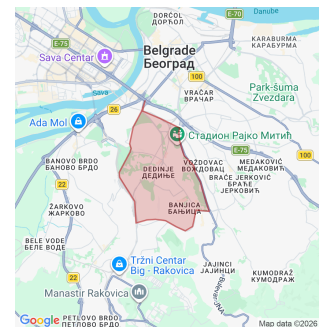 DORĆOL
ДОРЋОЛ
E-70
Danube
E-75
KARABURMA
КАРАБУРМА
Sava Centar
Belgrade
Београд
100
Park-šuma
Zvezdara
Sava
VRAČAR
ВРАЧАР
26
Ada Mol
Стадион Рајко Митић
E-75
100
BANOVO BRDO
БАНОВО БРДО
DEDINJE
ДЕДИЊЕ
VOŽDOVAC
ВОЖДОВАЦ
MEDAKOVIĆ
МЕДАКОВИЋ
BRAĆE JERKOVIĆ
БРАЋЕ
ЈЕРКОВИЋ
22
ŽARKOVO
ЖАРКОВО
BANJICA
БАЊИЦА
BELE VODE
БЕЛЕ ВОДЕ
Tržni Centar
Big - Rakovica
JAJINCI
ЈАЈИНЦИ
KUMODRAŽ
КУМОДРАЖ
22
Manastir Rakovica
PETLOVO BRDO
ПЕТЛОВО БРДО
Google
Map data ©2026